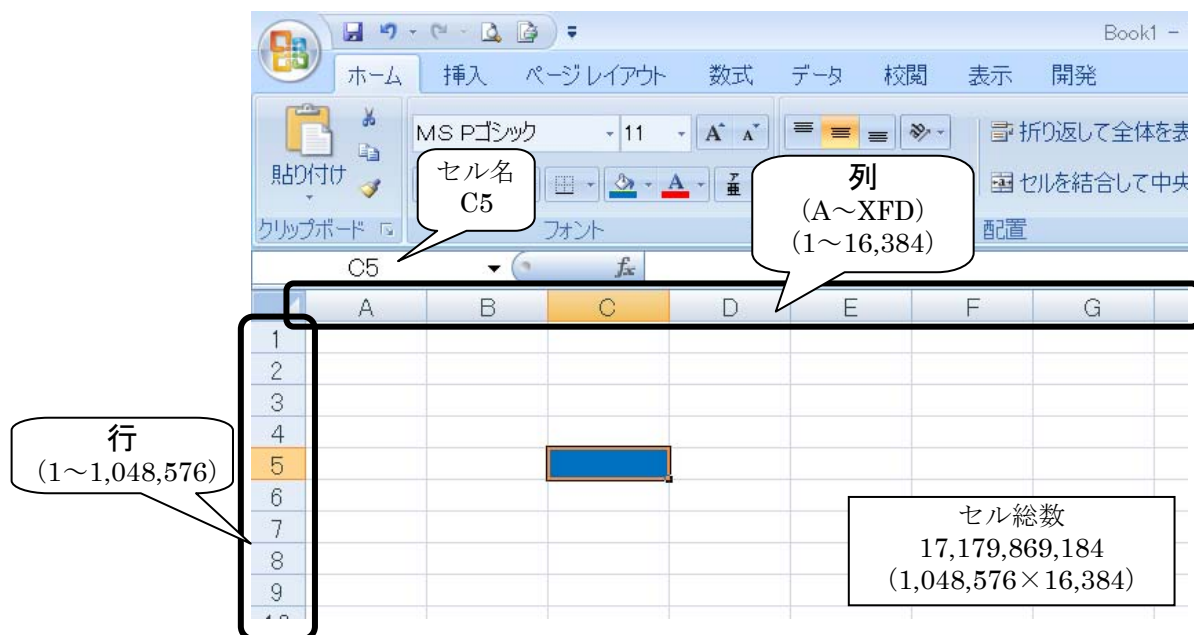 Book1 -
ホーム 挿入 ページ レイアウト 数式 データ 校閲 表示 開発
MS Pゴシック 11 A A 折り返して全体を表
貼り付け セルを結合して中央
セル名
C5
列
(A～XFD)
(1～16,384)
A ア亜
クリップボード フォント 配置
C5 fx
A B C D E F G
1
2
3
4
5
6
7
8
9
行
(1～1,048,576)
セル総数
17,179,869,184
(1,048,576×16,384)